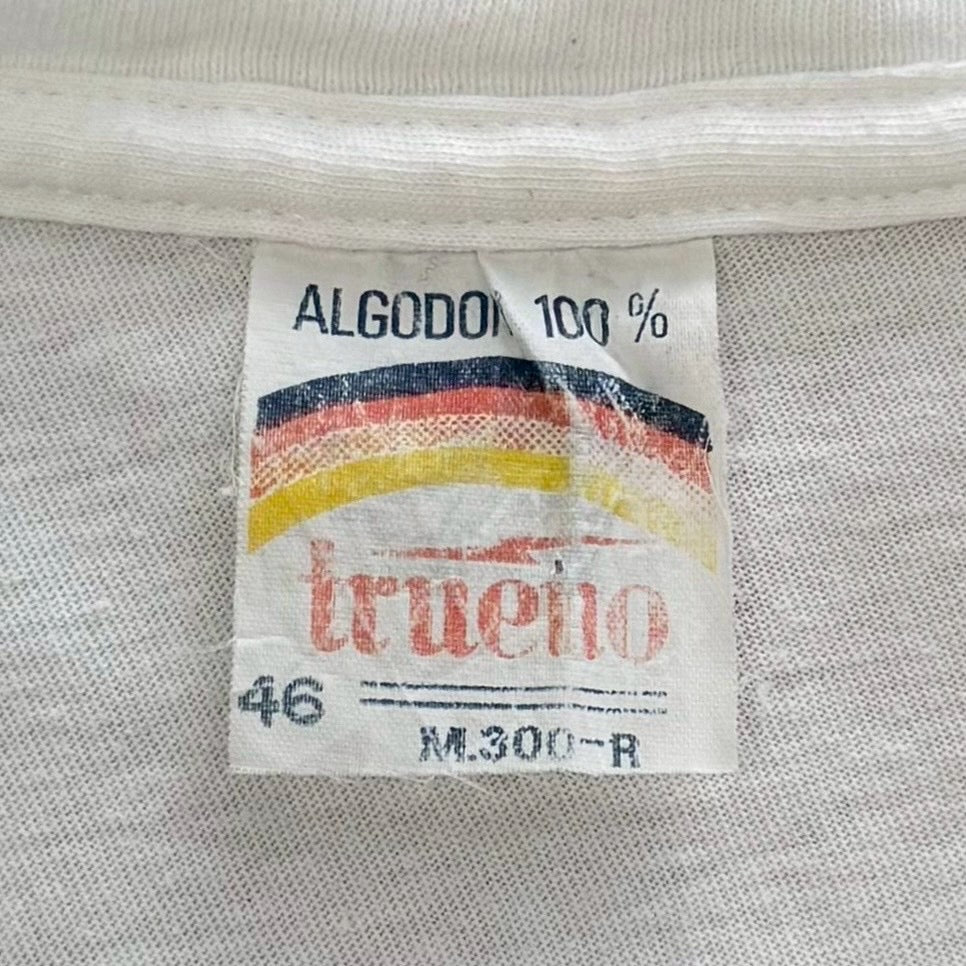 ALGODON 100 %
trueno
46
M.300-R